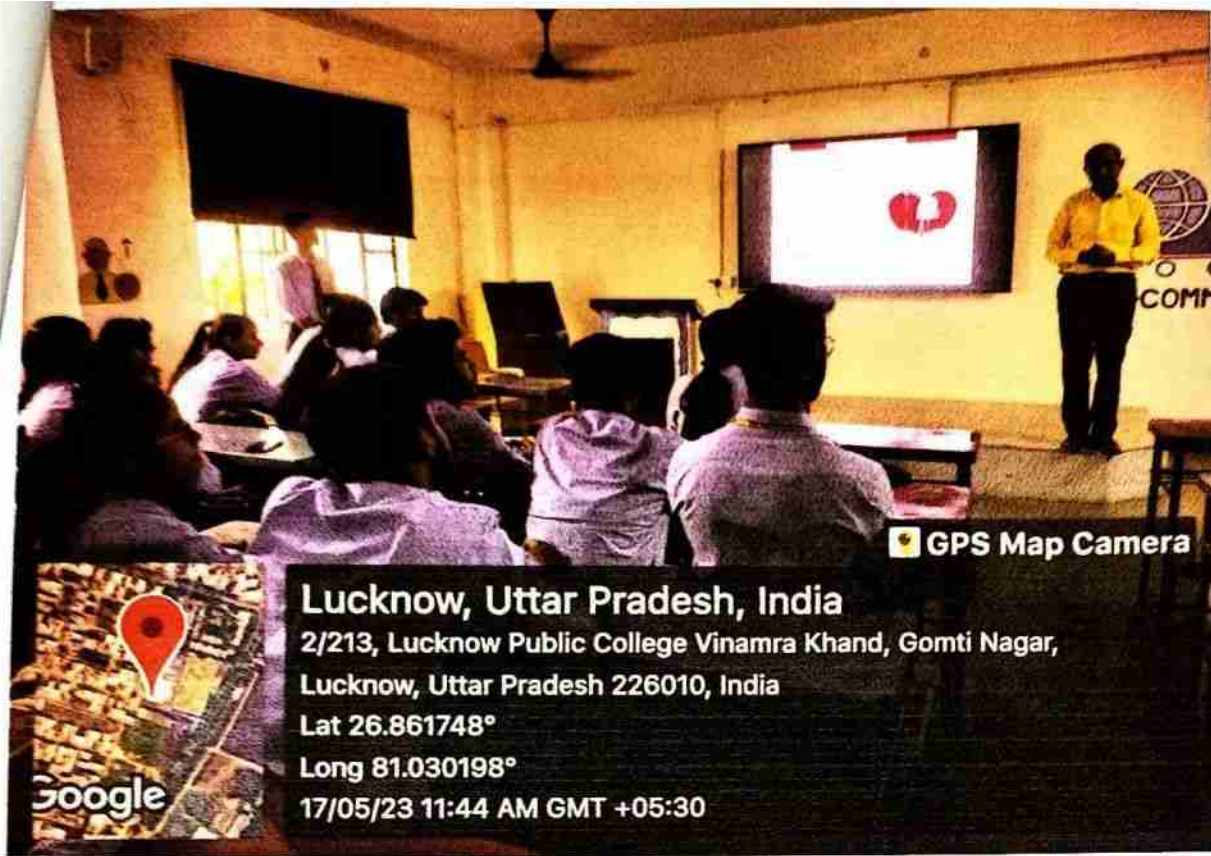 COMM
GPS Map Camera
Lucknow, Uttar Pradesh, India
2/213, Lucknow Public College Vinamra Khand, Gomti Nagar,
Lucknow, Uttar Pradesh 226010, India
Lat 26.861748°
Long 81.030198°
17/05/23 11:44 AM GMT +05:30
Google